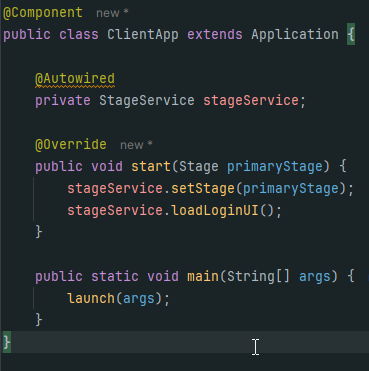 @Component new *
public class ClientApp extends Application {
@Autowired
private StageService stageService;
@Override new *
public void start(Stage primaryStage) {
stageService.setStage(primaryStage);
stageService.loadLoginUI();
}
public static void main(String[] args) {
launch(args);
}
}